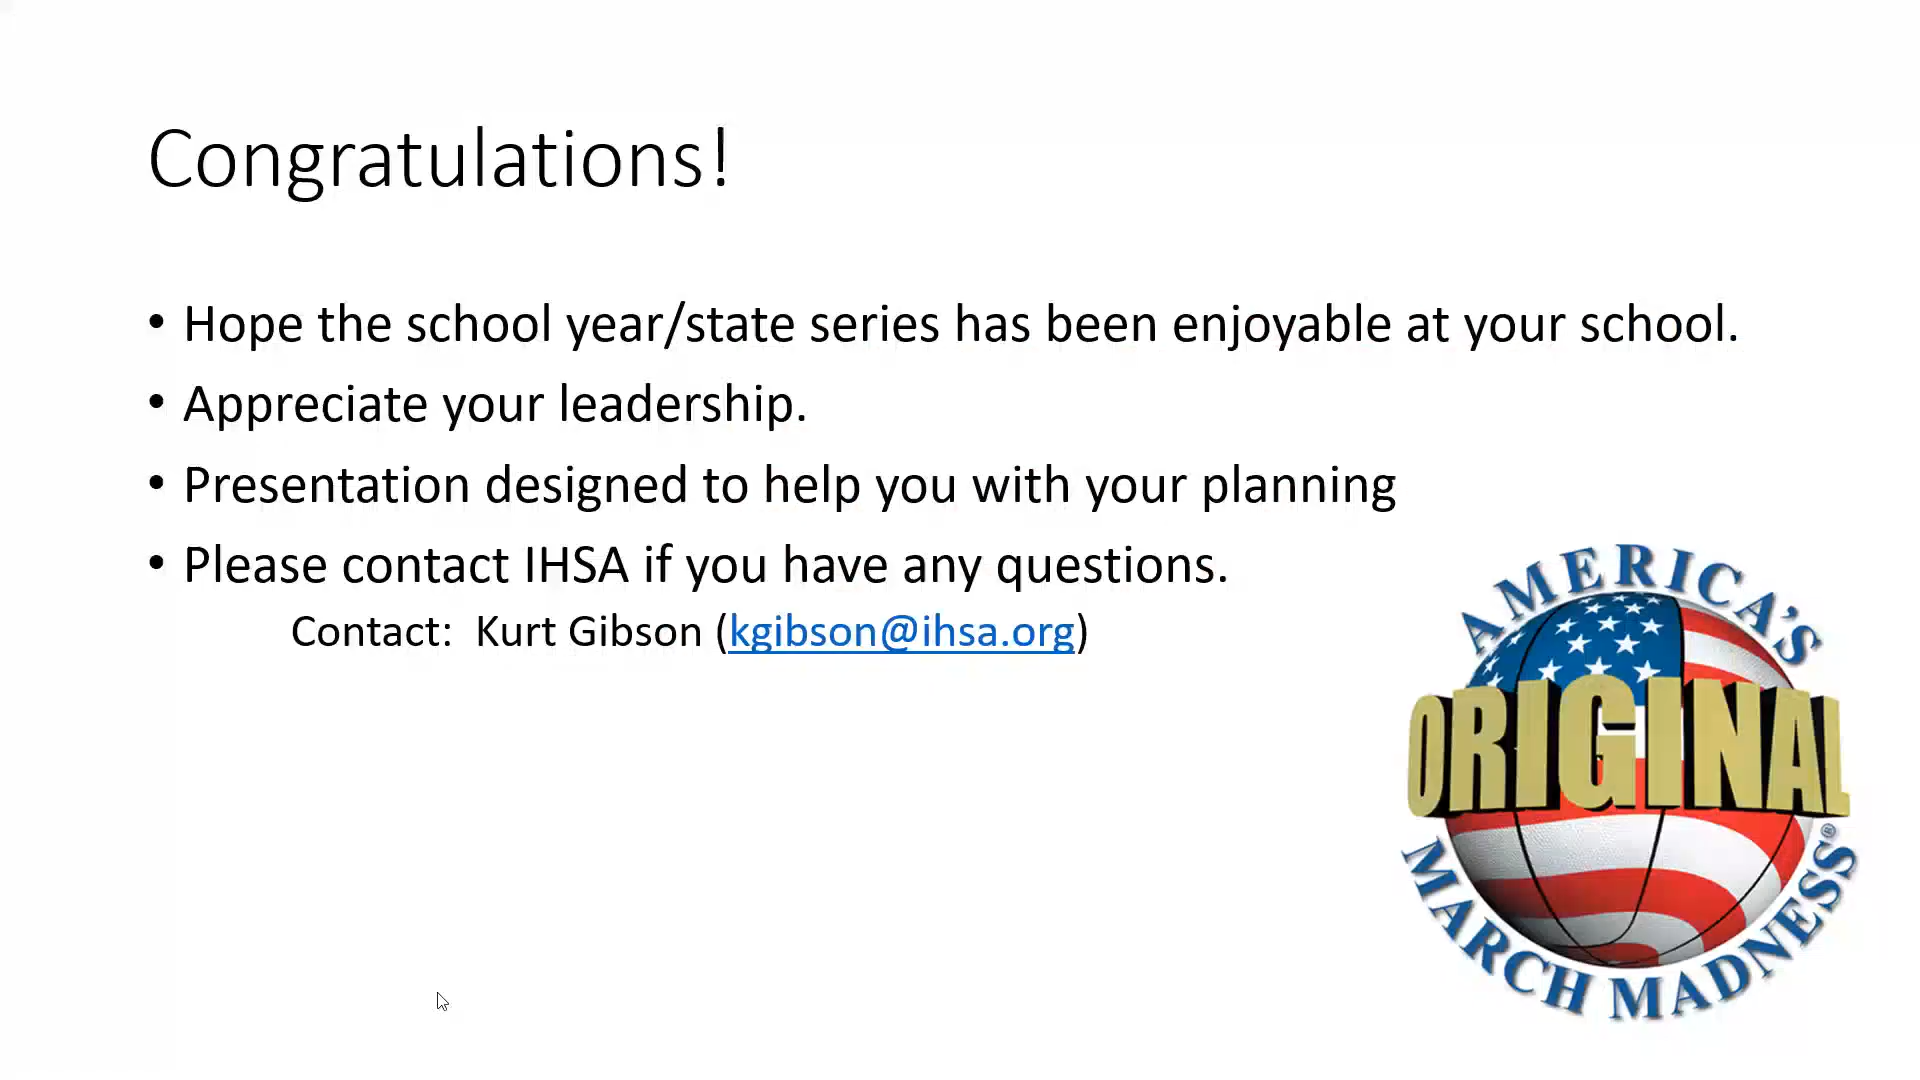 Congratulations!
• Hope the school year/state series has been enjoyable at your school.
• Appreciate your leadership.
• Presentation designed to help you with your planning
• Please contact IHSA if you have any questions.
Contact: Kurt Gibson (kgibson@ihsa.org)
AMERICA'S
ORIGINAL
MARCH MADNESS®